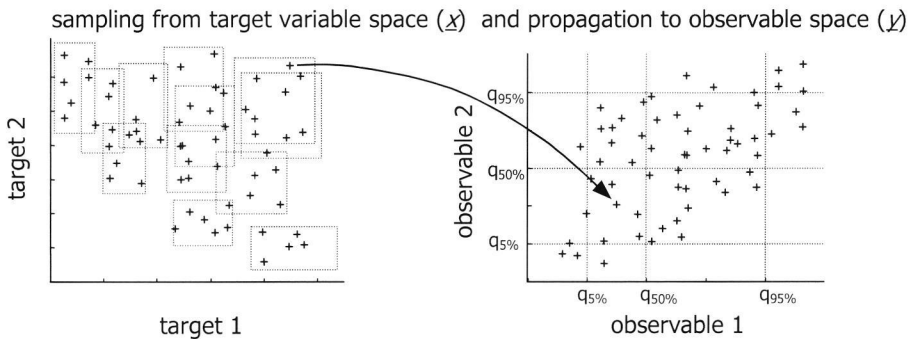 sampling from target variable space (x) and propagation to observable space (y)
target 2
target 1
observable 2
q95%
q50%
q5%
q5% q50% q95%
observable 1